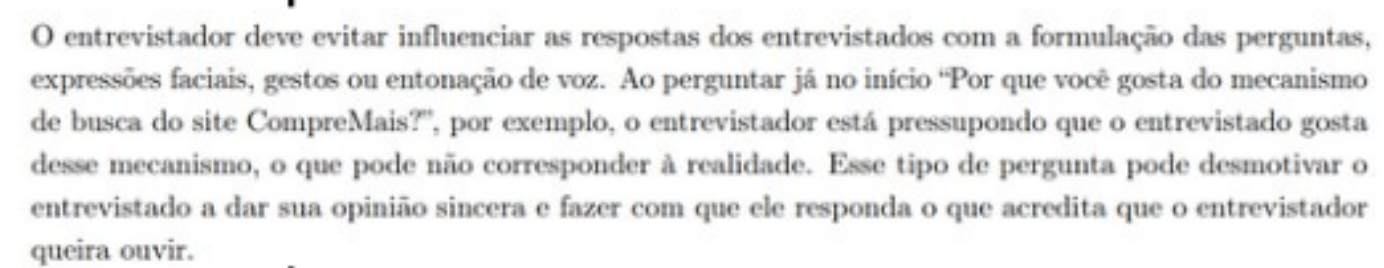 O entrevistador deve evitar influenciar as respostas dos entrevistados com a formulação das perguntas,
expressões faciais, gestos ou entonação de voz. Ao perguntar já no início “Por que você gosta do mecanismo
de busca do site CompreMais?”, por exemplo, o entrevistador está pressupondo que o entrevistado gosta
desse mecanismo, o que pode não corresponder à realidade. Esse tipo de pergunta pode desmotivar o
entrevistado a dar sua opinião sincera e fazer com que ele responda o que acredita que o entrevistador
queira ouvir.